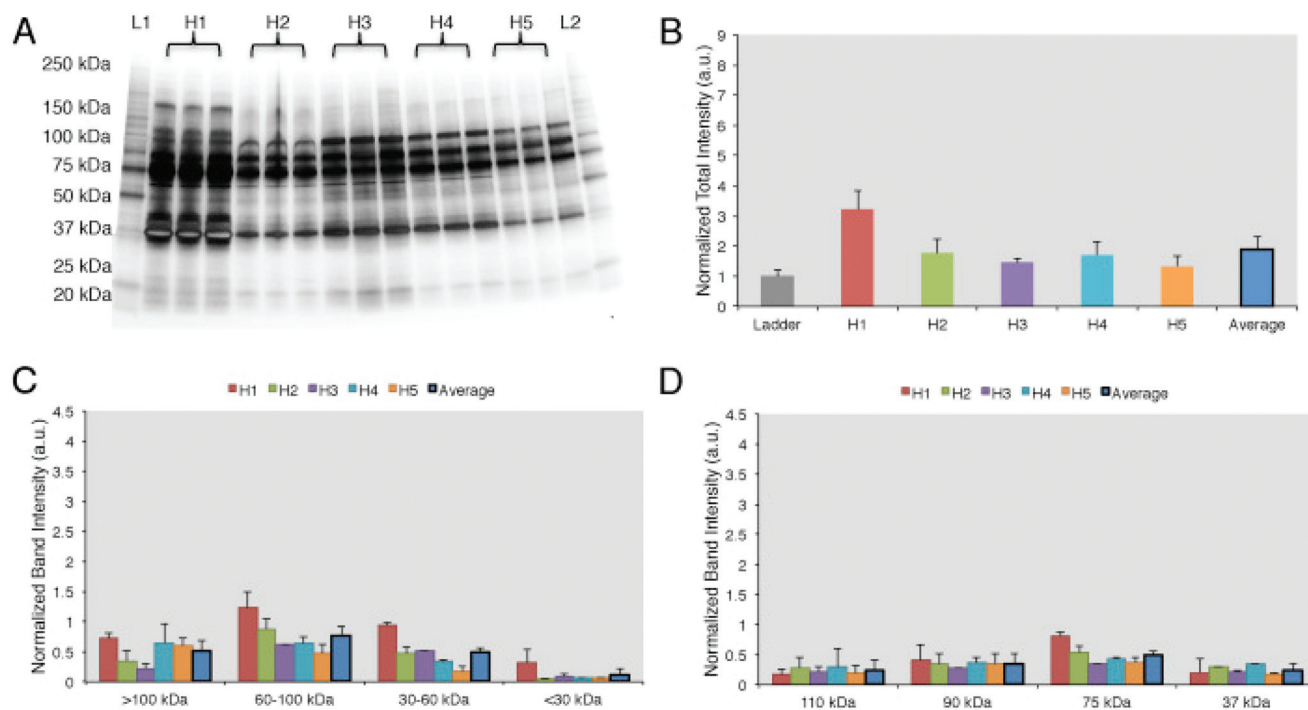 A
L1 H1 H2 H3 H4 H5 L2
250 kDa
150 kDa
100 kDa
75 kDa
50 kDa
37 kDa
25 kDa
20 kDa
B
Normalized Total Intensity (a.u.)
9
8
7
6
5
4
3
2
1
0
Ladder H1 H2 H3 H4 H5 Average
C
H1 H2 H3 H4 H5 Average
Normalized Band Intensity (a.u.)
4.5
4
3.5
3
2.5
2
1.5
1
0.5
0
>100 kDa 60-100 kDa 30-60 kDa <30 kDa
D
H1 H2 H3 H4 H5 Average
Normalized Band Intensity (a.u.)
4.5
4
3.5
3
2.5
2
1.5
1
0.5
0
110 kDa 90 kDa 75 kDa 37 kDa